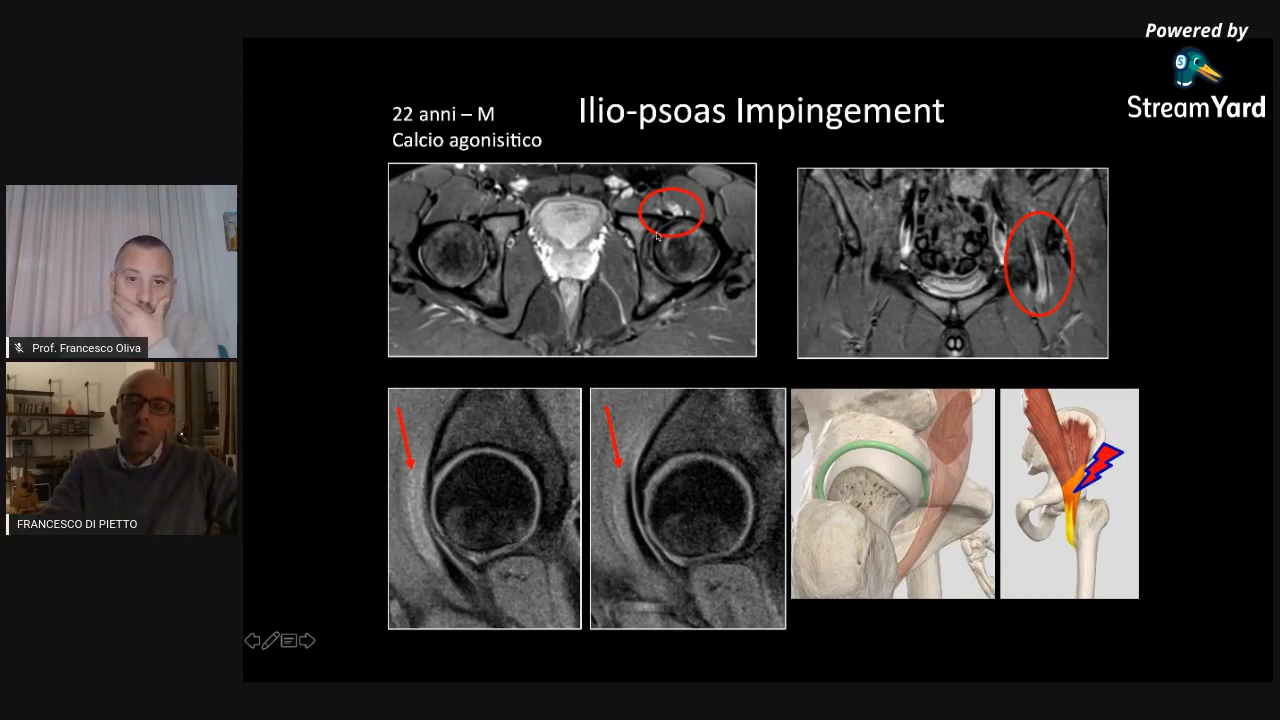 Powered by
S
StreamYard
22 anni – M
Calcio agonisitico
Ilio-psoas Impingement
Prof. Francesco Oliva
FRANCESCO DI PIETTO